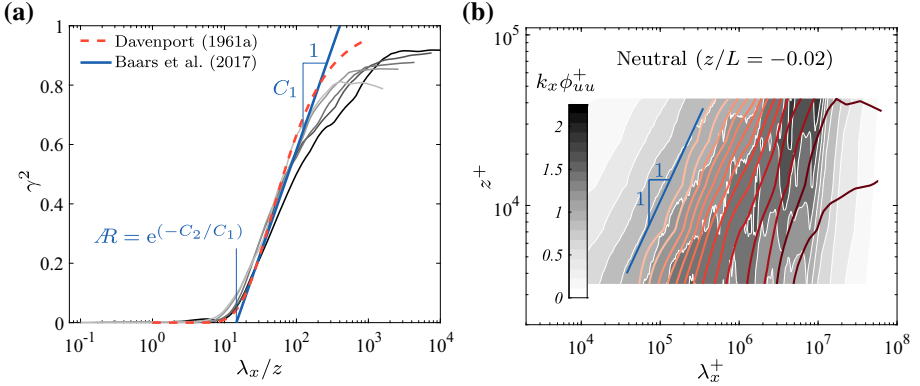 (a)
1
0.8
0.6
0.4
0.2
0
γ²
Davenport (1961a)
Baars et al. (2017)
1
C₁
Æ = e^(−C₂/C₁)
10⁻¹ 10⁰ 10¹ 10² 10³ 10⁴
λₓ/z
(b)
10⁵
10⁴
z⁺
Neutral (z/L = −0.02)
kₓϕ⁺ᵤᵤ
2
1.5
1
0.5
0
1
1
10⁴ 10⁵ 10⁶ 10⁷ 10⁸
λₓ⁺